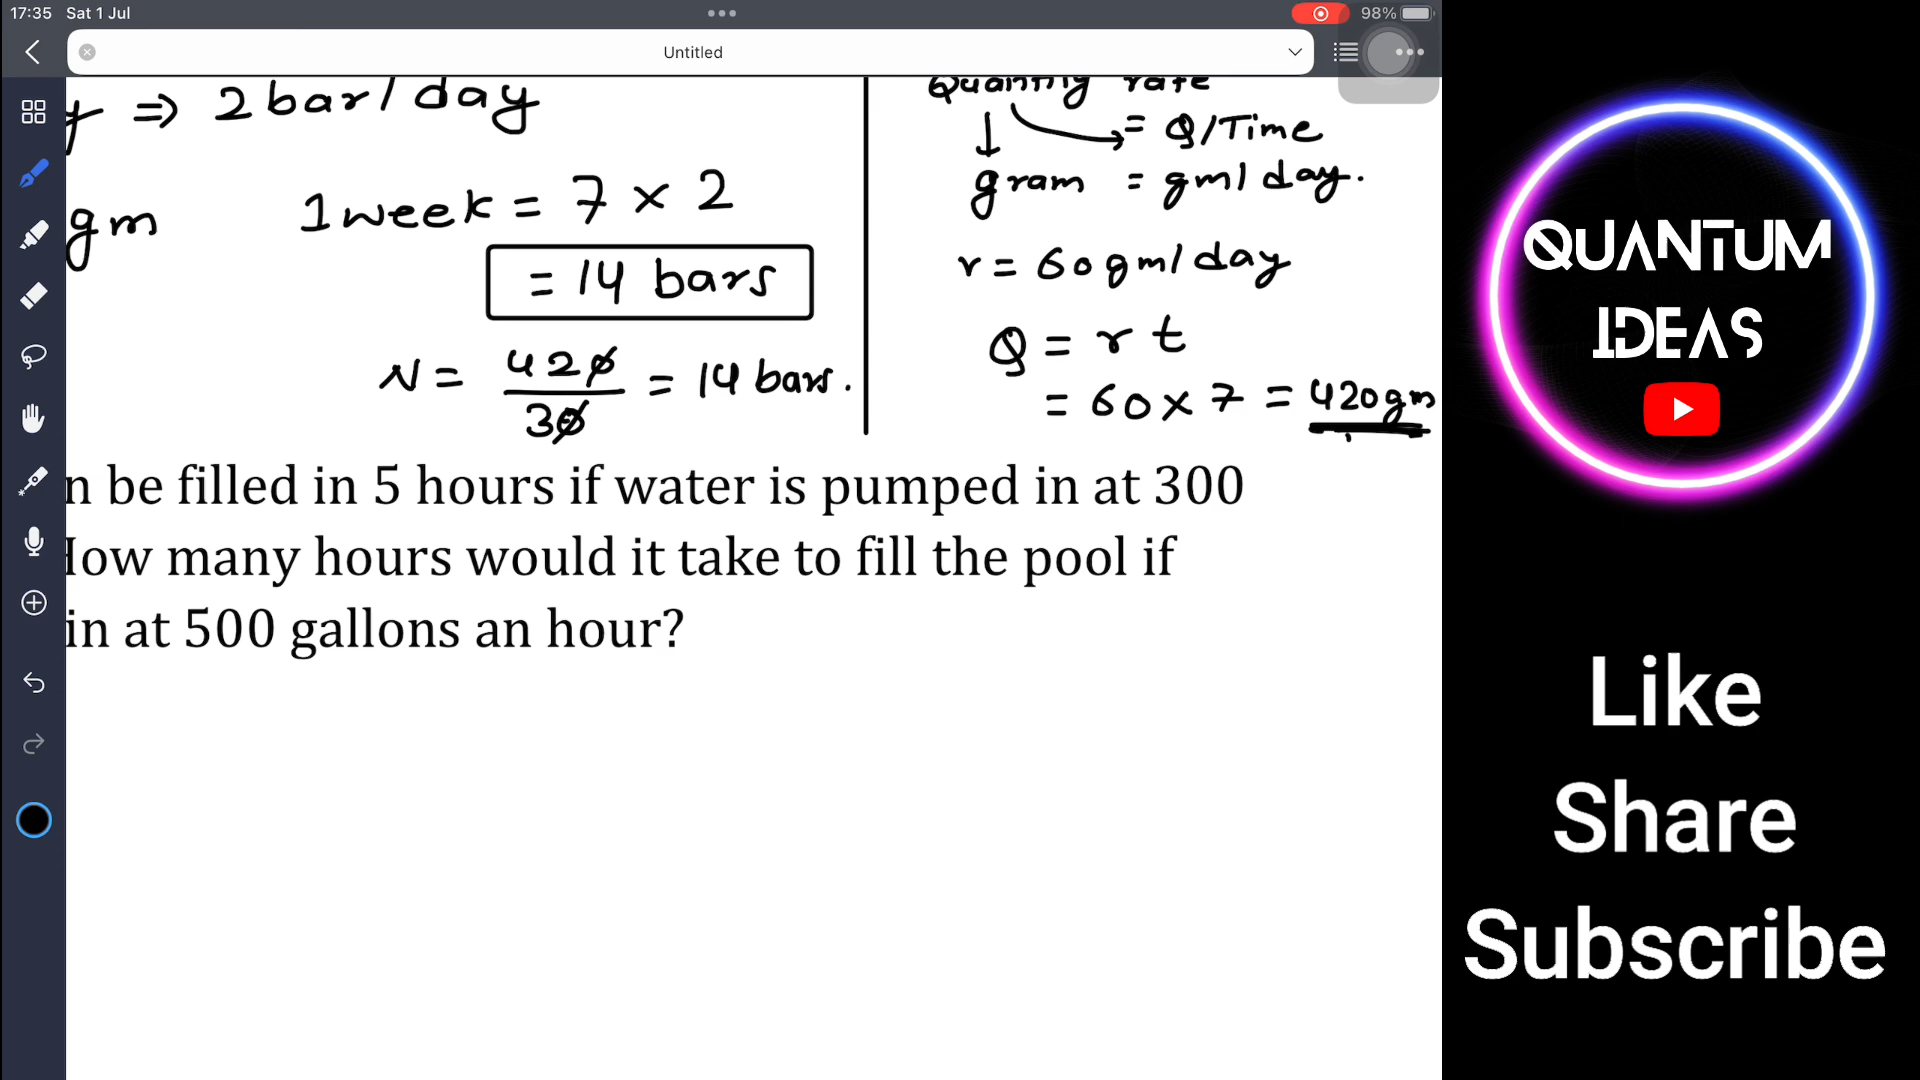 17:35 Sat 1 Jul
98%
Untitled
⇒ 2 bar / day
gm
1 week = 7 × 2
= 14 bars
N = 420 / 30 = 14 bars.
Quantity rate
= Q/Time
gram = gm/day.
r = 60 gm/day
Q = r t
= 60 × 7 = 420 gm
n be filled in 5 hours if water is pumped in at 300
How many hours would it take to fill the pool if
in at 500 gallons an hour?
QUANTUM
IDEAS
Like
Share
Subscribe